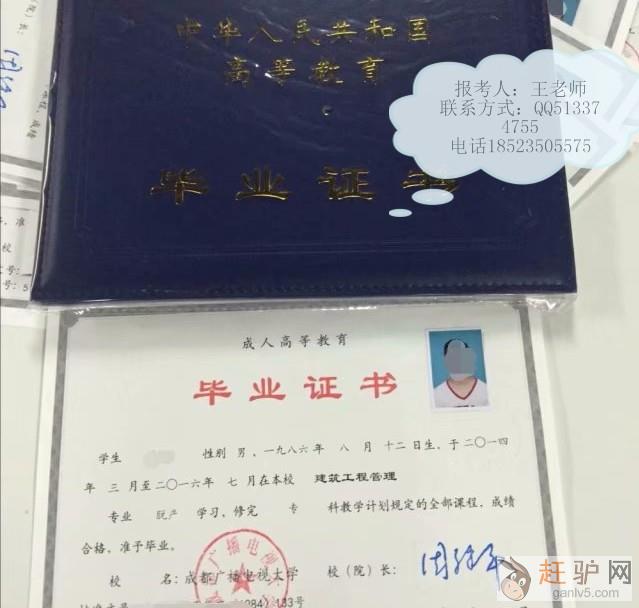 中华人民共和国
高等教育
毕业证书
报考人：王老师
联系方式：QQ51337
4755
电话18523505575
成人高等教育
毕业证书
学生 性别 男，一九八六年 八 月 十二日生，于二〇一四
年 三 月至二〇一六年 七 月在本校 建筑工程管理
专业 脱产 学习，修完 专 科教学计划规定的全部课程，成绩
合格，准予毕业。
校 名：成都广播电视大学 校（院）长：
赶驴网
ganlv5.com